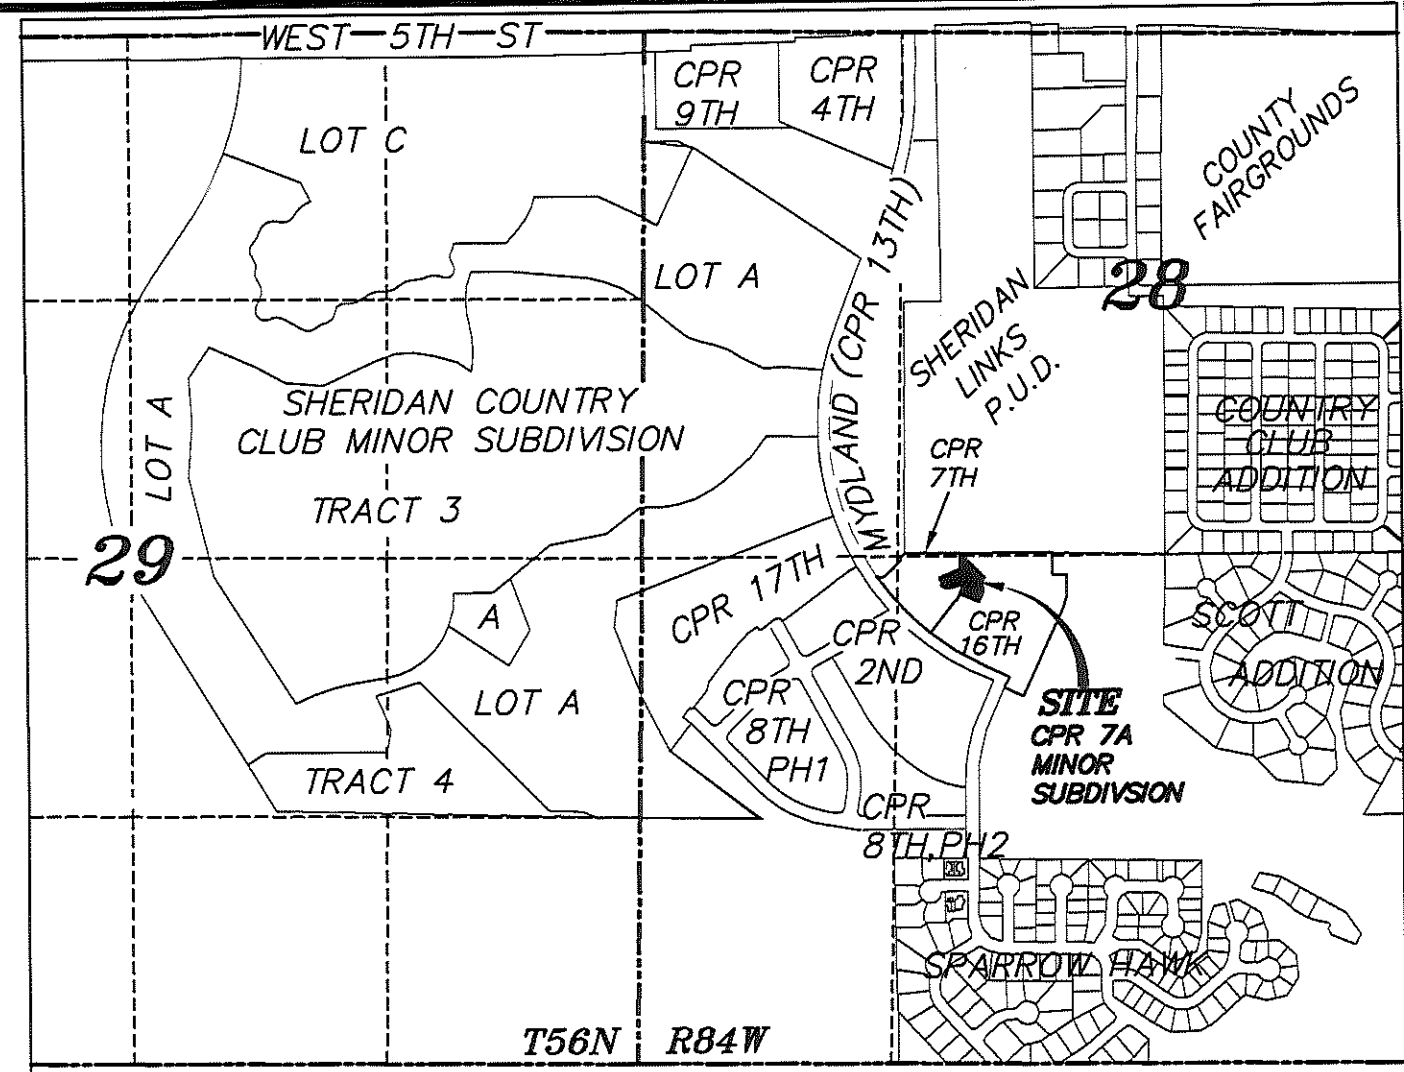 WEST 5TH ST
CPR
9TH
CPR
4TH
LOT C
COUNTY
FAIRGROUNDS
MYDLAND (CPR 13TH)
LOT A
28
SHERIDAN
LINKS
P.U.D.
LOT A
SHERIDAN COUNTRY
CLUB MINOR SUBDIVISION
COUNTRY
CLUB
ADDITION
CPR
7TH
TRACT 3
29
CPR 17TH
A
CPR
16TH
SCOTT
ADDITION
CPR
2ND
LOT A
CPR
8TH
PH1
SITE
CPR 7A
MINOR
SUBDIVSION
TRACT 4
CPR
8TH, PH2
SPARROW HAWK
T56N R84W